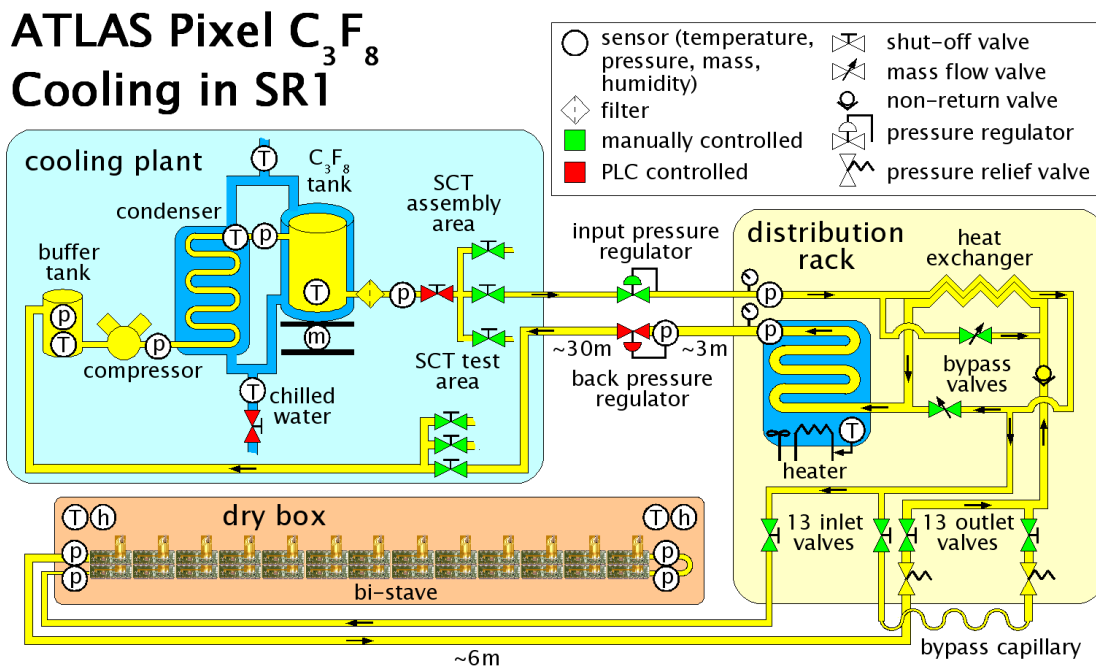 ATLAS Pixel C3F8
Cooling in SR1
sensor (temperature,
pressure, mass,
humidity)
filter
manually controlled
PLC controlled
shut-off valve
mass flow valve
non-return valve
pressure regulator
pressure relief valve
cooling plant
T
C3F8
tank
condenser
SCT
assembly
area
buffer
tank
T
p
p
T
p
T
p
compressor
m
T
chilled
water
SCT test
area
input pressure
regulator
~30m
p
~3m
back pressure
regulator
distribution
rack
heat
exchanger
p
p
bypass
valves
T
heater
T
h
dry box
T
h
p
p
p
p
bi-stave
13 inlet
valves
13 outlet
valves
bypass capillary
~6m